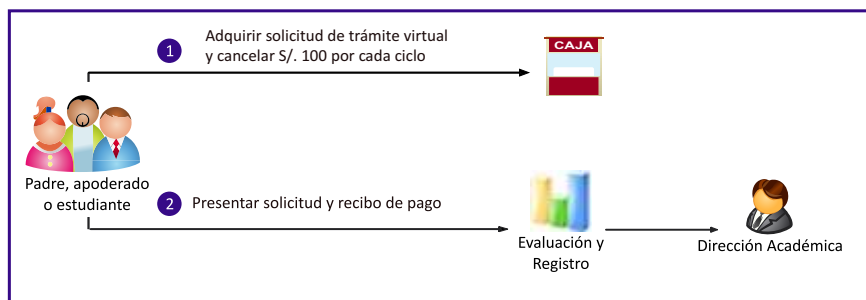 1
Adquirir solicitud de trámite virtual
y cancelar S/. 100 por cada ciclo
CAJA
Padre, apoderado
o estudiante
2
Presentar solicitud y recibo de pago
Evaluación y
Registro
Dirección Académica